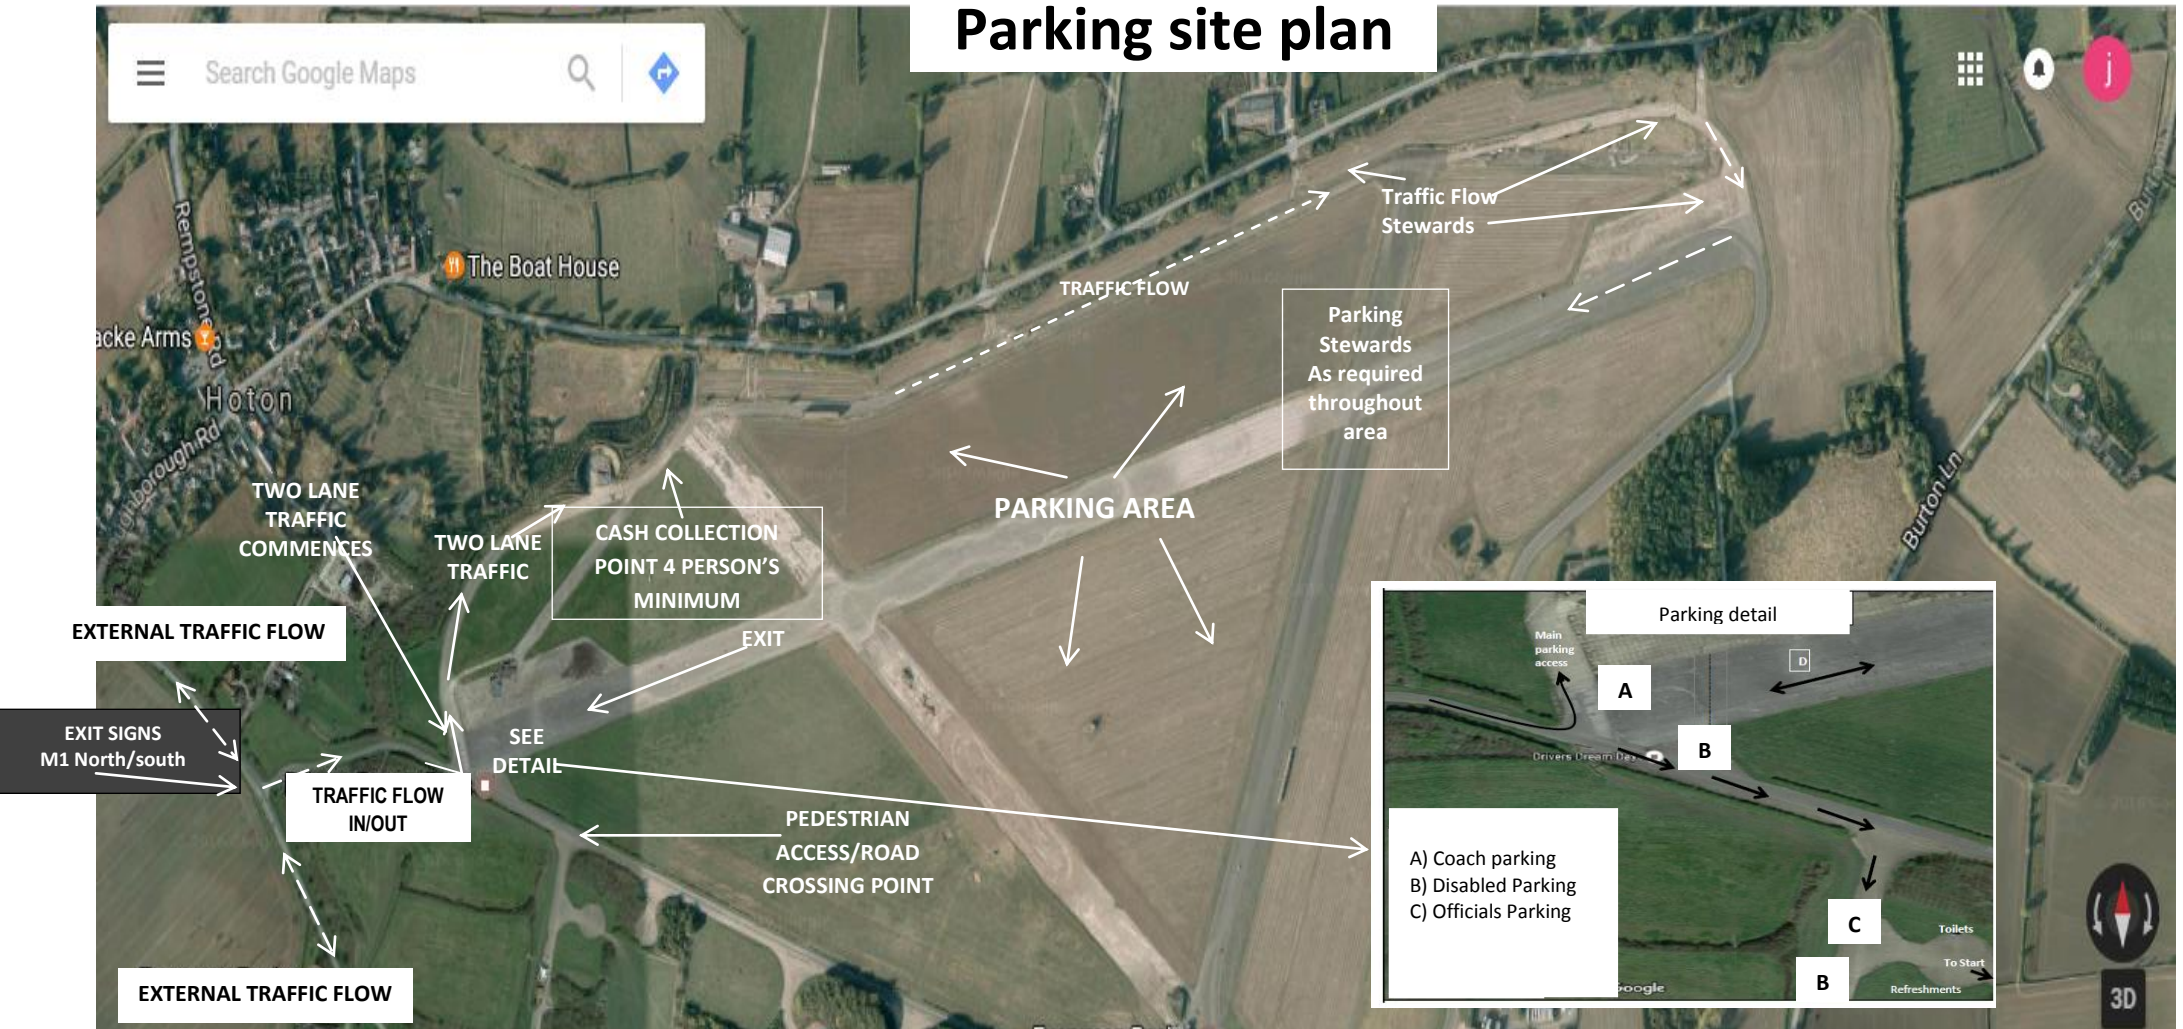 Parking site plan
Search Google Maps
j
Rempstone Rd
The Boat House
acke Arms
Hoton
ughborough Rd
Traffic Flow
Stewards
TRAFFIC FLOW
Parking
Stewards
As required
throughout
area
Burton Ln
PARKING AREA
TWO LANE
TRAFFIC
COMMENCES
TWO LANE
TRAFFIC
CASH COLLECTION
POINT 4 PERSON'S
MINIMUM
EXIT
EXTERNAL TRAFFIC FLOW
EXIT SIGNS
M1 North/south
SEE
DETAIL
TRAFFIC FLOW
IN/OUT
PEDESTRIAN
ACCESS/ROAD
CROSSING POINT
EXTERNAL TRAFFIC FLOW
Parking detail
Main
parking
access
A
D
B
Drivers Dream Day
A) Coach parking
B) Disabled Parking
C) Officials Parking
C
Toilets
To Start
B
Refreshments
oogle
3D